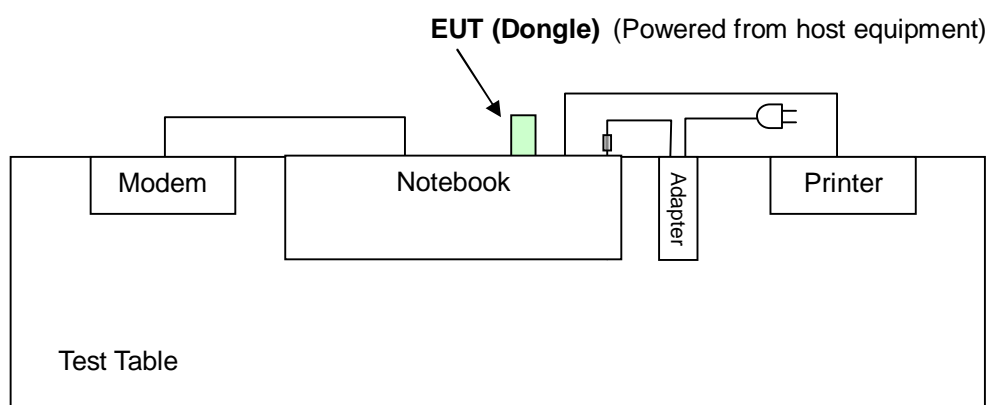 EUT (Dongle) (Powered from host equipment)
Modem
Notebook
Adapter
Printer
Test Table